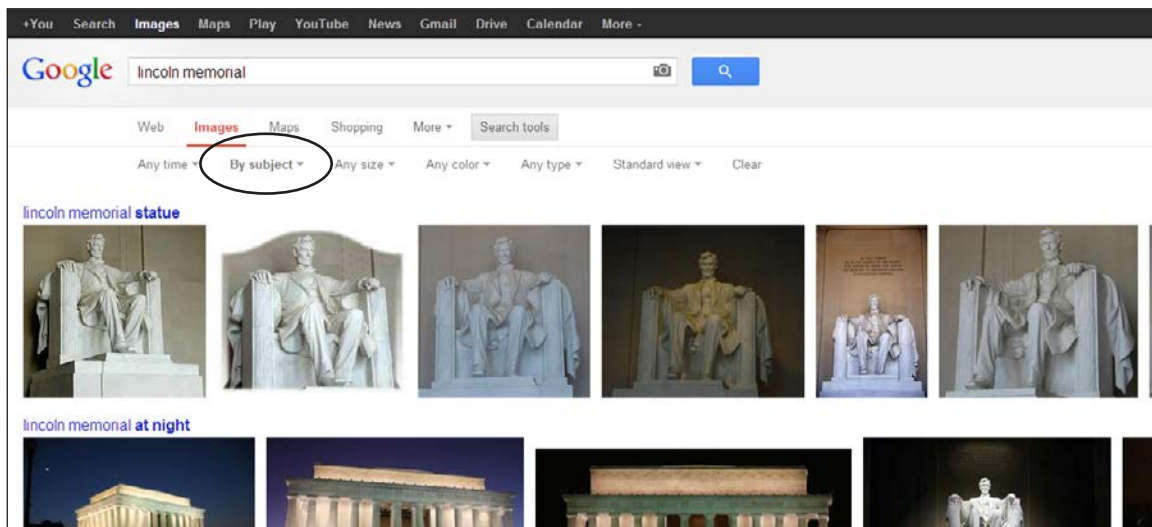 +You Search Images Maps Play YouTube News Gmail Drive Calendar More
Google lincoln memorial
Web Images Maps Shopping More Search tools
Any time By subject Any size Any color Any type Standard view Clear
lincoln memorial statue
lincoln memorial at night